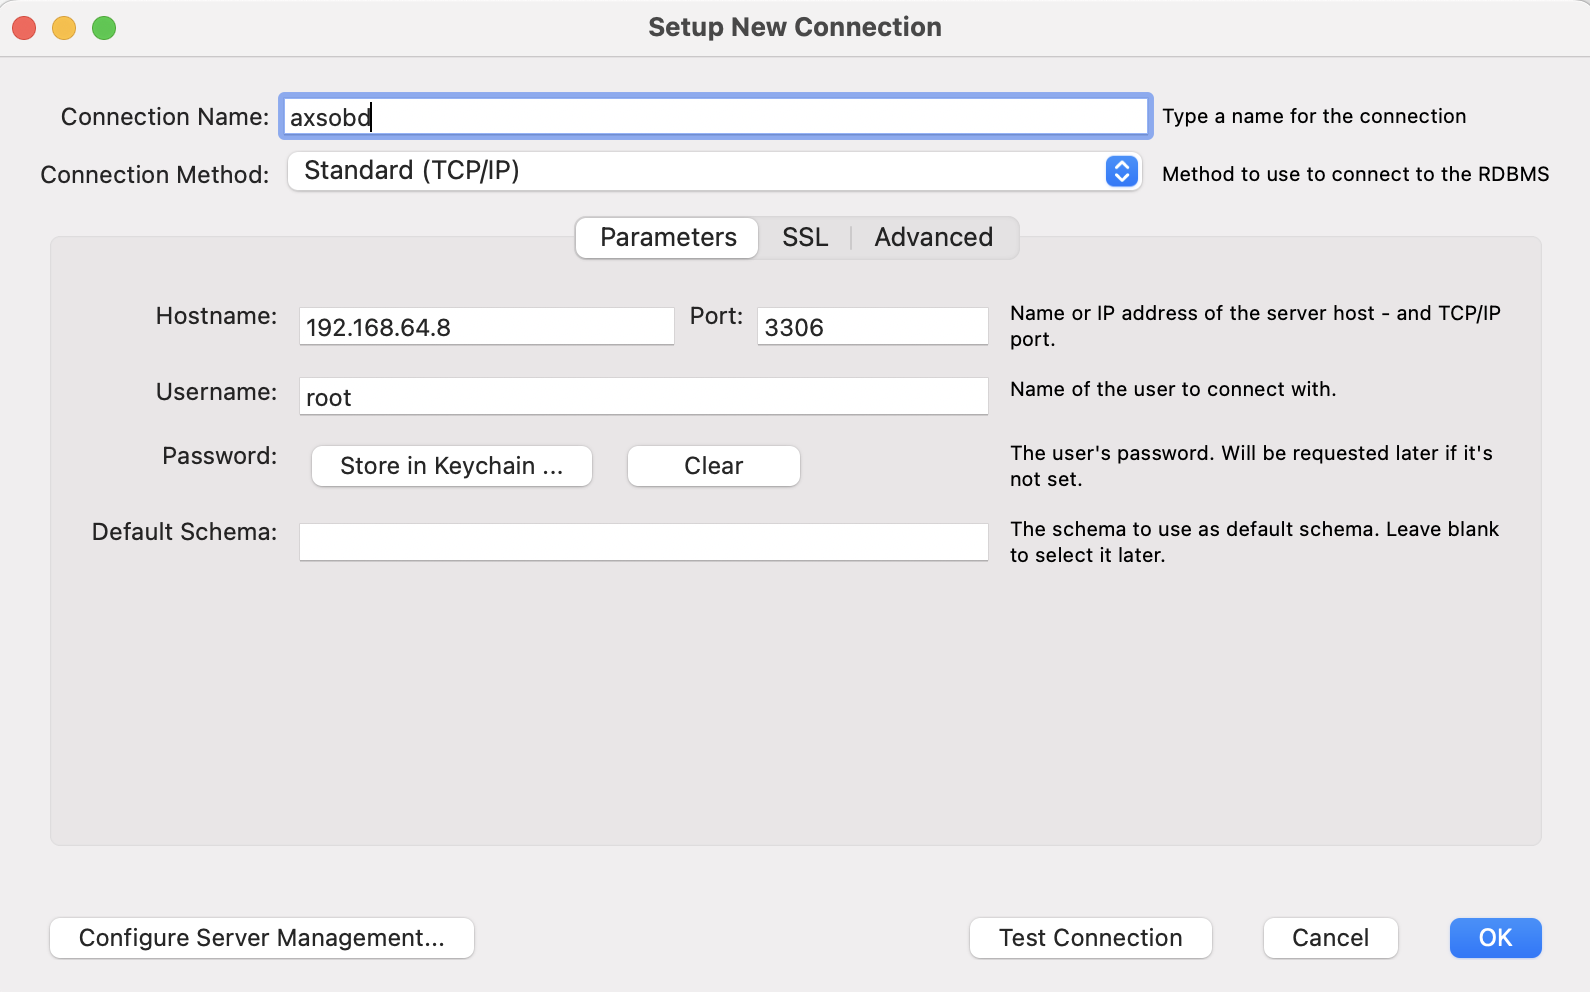 Setup New Connection
Connection Name: axsobd Type a name for the connection
Connection Method: Standard (TCP/IP) Method to use to connect to the RDBMS
Parameters SSL Advanced
Hostname: 192.168.64.8 Port: 3306 Name or IP address of the server host - and TCP/IP
port.
Username: root Name of the user to connect with.
Password: Store in Keychain ... Clear The user's password. Will be requested later if it's
not set.
Default Schema: The schema to use as default schema. Leave blank
to select it later.
Configure Server Management... Test Connection Cancel OK